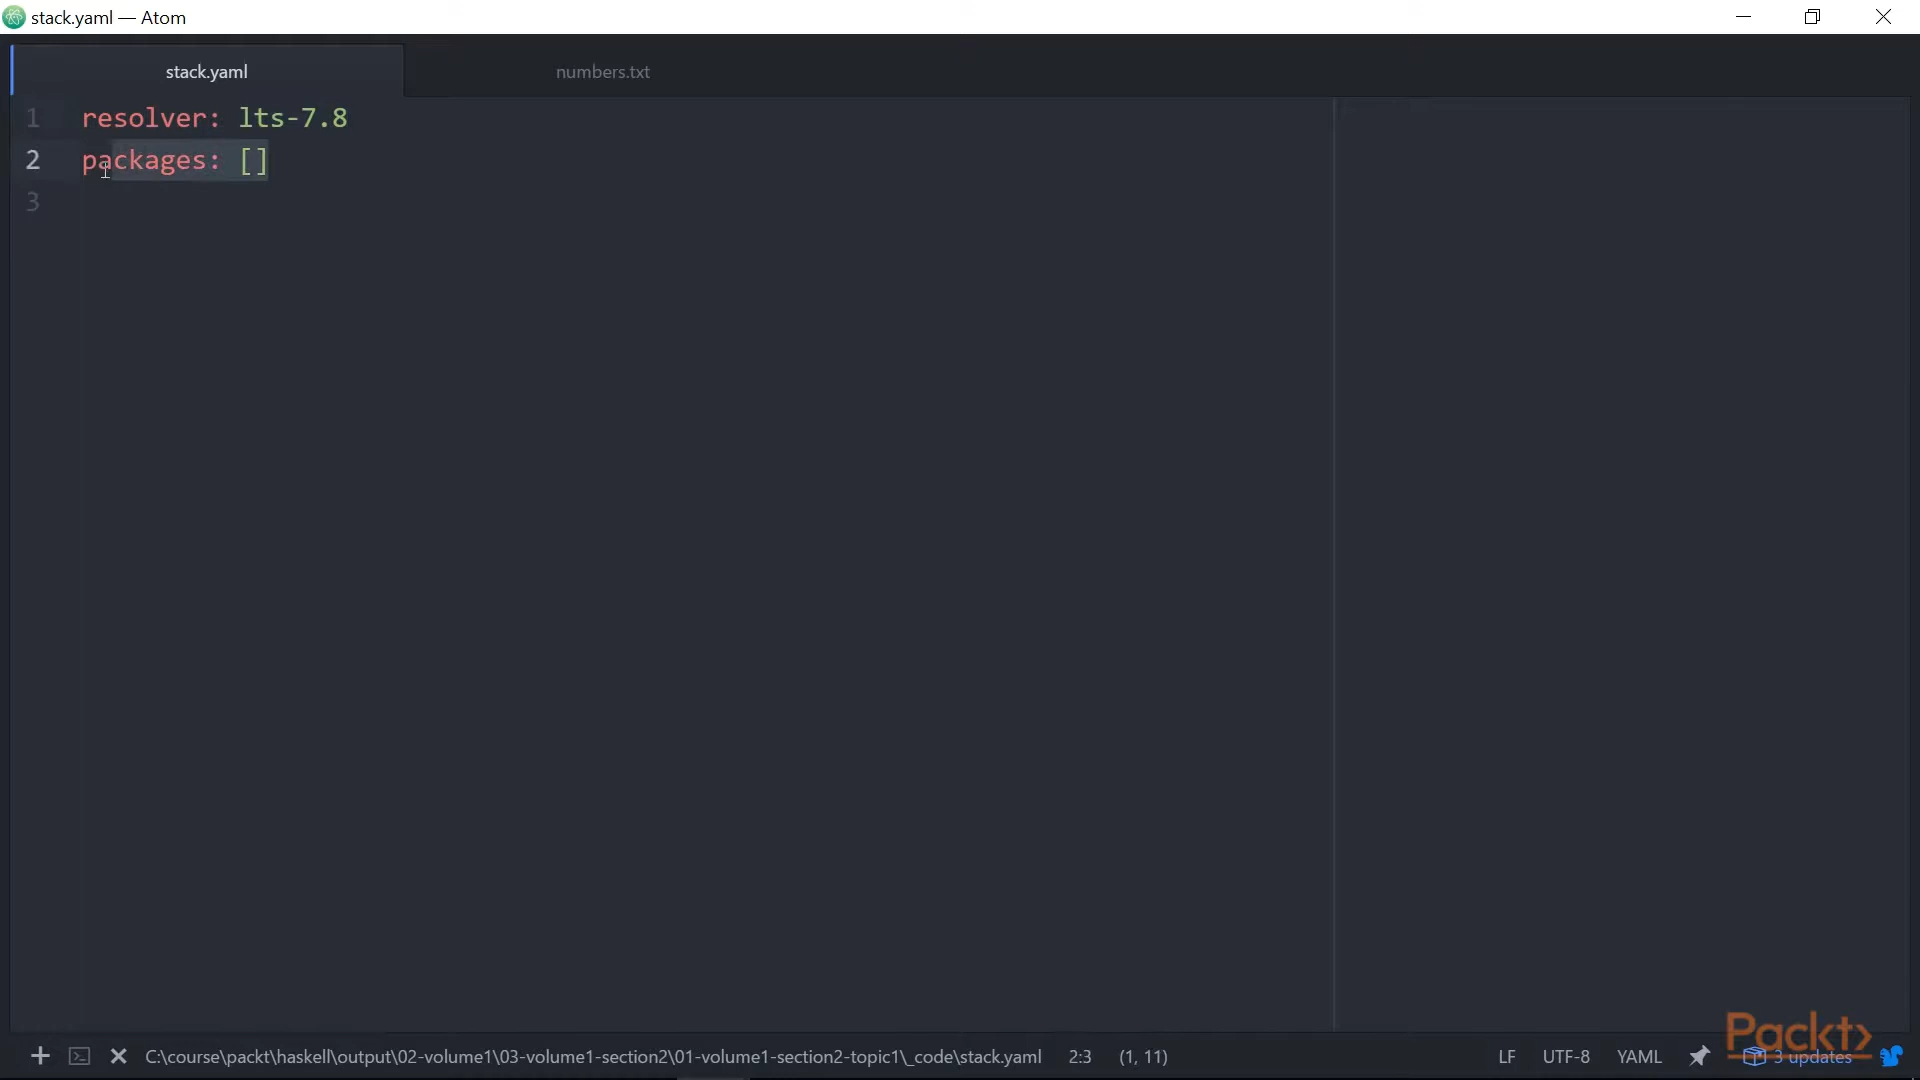 stack.yaml — Atom
stack.yaml
numbers.txt
1 resolver: lts-7.8
2 packages: []
3
C:\course\packt\haskell\output\02-volume1\03-volume1-section2\01-volume1-section2-topic1\_code\stack.yaml 2:3 (1, 11) LF UTF-8 YAML 3 updates
Packt>